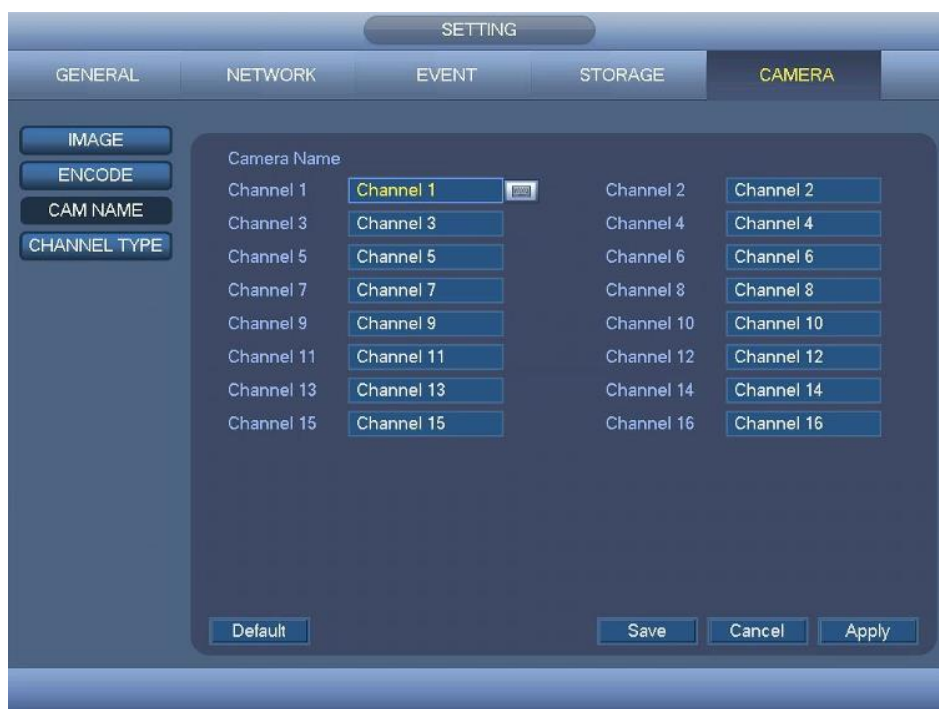 SETTING
GENERAL NETWORK EVENT STORAGE CAMERA
IMAGE
ENCODE
CAM NAME
CHANNEL TYPE
Camera Name
Channel 1 Channel 1 Channel 2 Channel 2
Channel 3 Channel 3 Channel 4 Channel 4
Channel 5 Channel 5 Channel 6 Channel 6
Channel 7 Channel 7 Channel 8 Channel 8
Channel 9 Channel 9 Channel 10 Channel 10
Channel 11 Channel 11 Channel 12 Channel 12
Channel 13 Channel 13 Channel 14 Channel 14
Channel 15 Channel 15 Channel 16 Channel 16
Default Save Cancel Apply